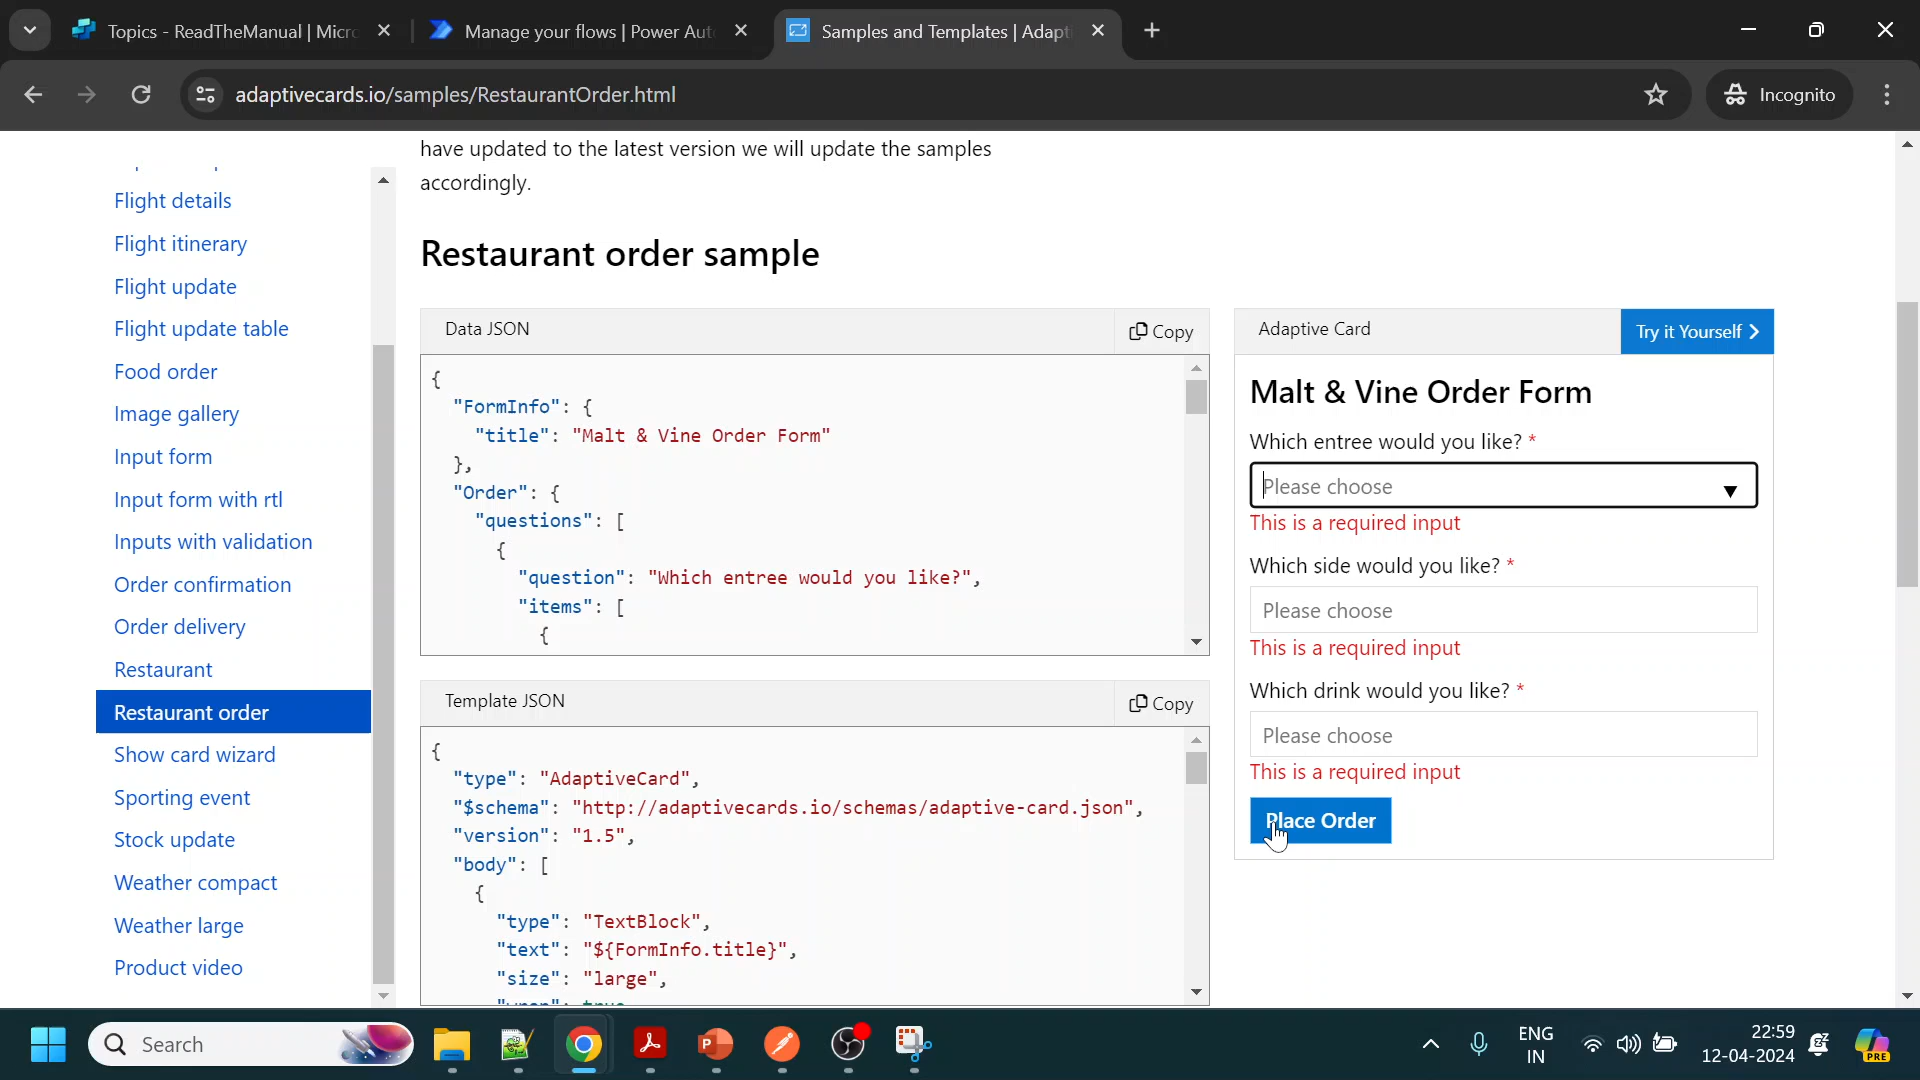 Topics - ReadTheManual | Micr
Manage your flows | Power Aut
Samples and Templates | Adapt
adaptivecards.io/samples/RestaurantOrder.html
Incognito
have updated to the latest version we will update the samples
accordingly.
Flight details
Flight itinerary
Flight update
Flight update table
Food order
Image gallery
Input form
Input form with rtl
Inputs with validation
Order confirmation
Order delivery
Restaurant
Restaurant order
Show card wizard
Sporting event
Stock update
Weather compact
Weather large
Product video
Restaurant order sample
Data JSON
Copy
{
"FormInfo": {
"title": "Malt & Vine Order Form"
},
"Order": {
"questions": [
{
"question": "Which entree would you like?",
"items": [
{
Template JSON
Copy
{
"type": "AdaptiveCard",
"$schema": "http://adaptivecards.io/schemas/adaptive-card.json",
"version": "1.5",
"body": [
{
"type": "TextBlock",
"text": "${FormInfo.title}",
"size": "large",
"wrap": true
Adaptive Card
Try it Yourself
Malt & Vine Order Form
Which entree would you like? *
Please choose
This is a required input
Which side would you like? *
Please choose
This is a required input
Which drink would you like? *
Please choose
This is a required input
Place Order
Search
ENG
IN
22:59
12-04-2024
PRE